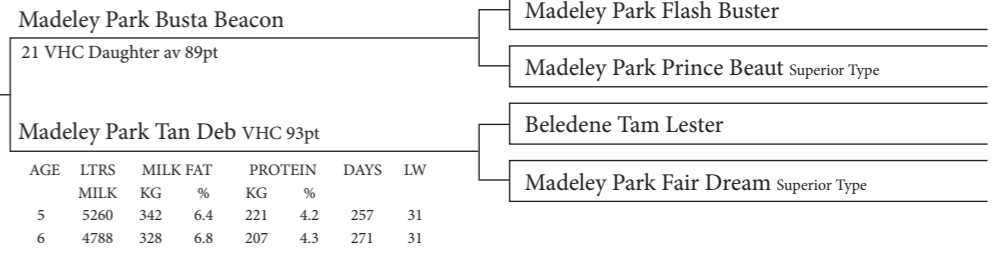 Madeley Park Flash Buster
Madeley Park Busta Beacon
21 VHC Daughter av 89pt
Madeley Park Prince Beaut Superior Type
Beledene Tam Lester
Madeley Park Tan Deb VHC 93pt
Madeley Park Fair Dream Superior Type
AGE LTRS MILK FAT PROTEIN DAYS LW
MILK KG % KG %
5 5260 342 6.4 221 4.2 257 31
6 4788 328 6.8 207 4.3 271 31